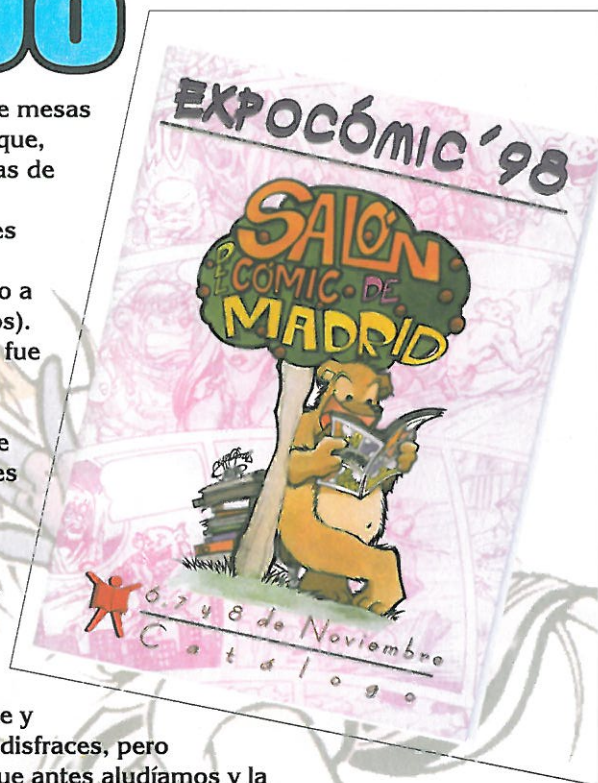 e mesas
que,
as de
es
o a
os).
fue
e
es
e y
disfraces, pero
que antes aludíamos y la
EXPOCÓMIC '98
SALÓN
DEL CÓMIC DE
MADRID
6, 7 y 8 de Noviembre
Catálogo